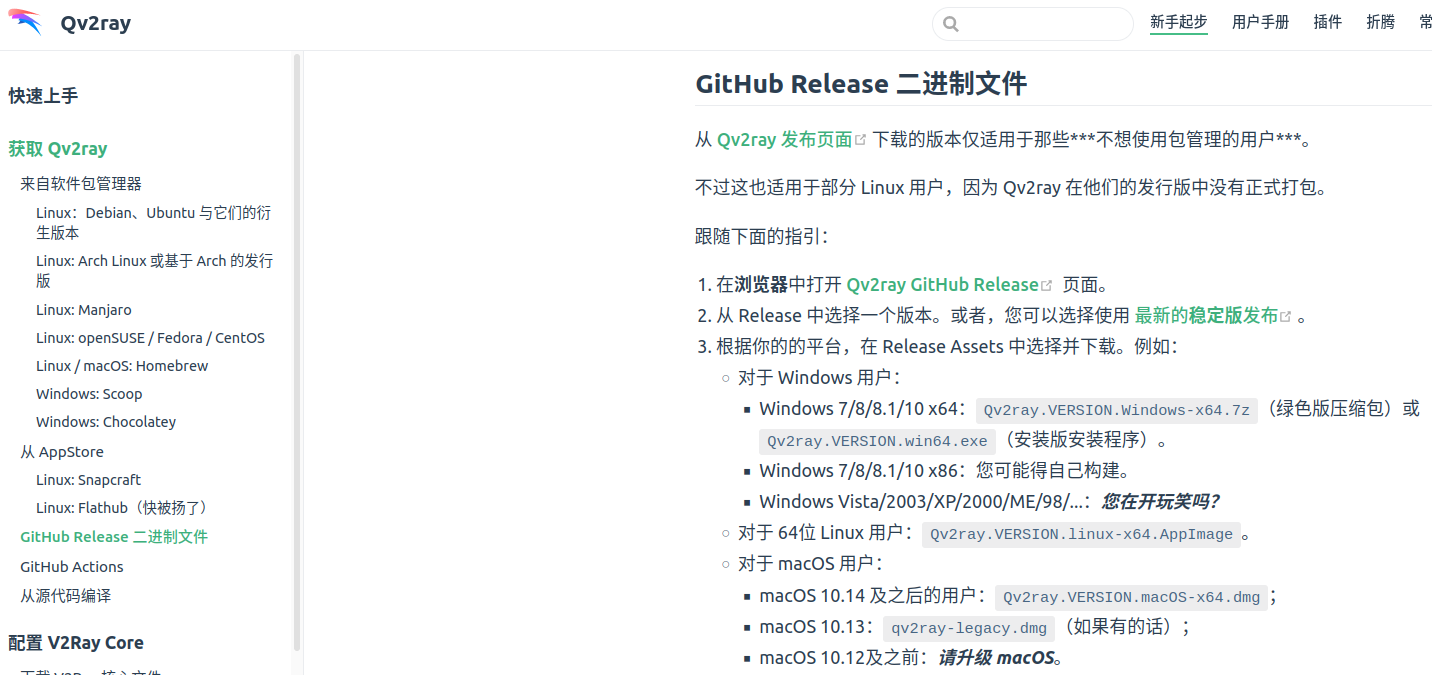 Qv2ray
新手起步 用户手册 插件 折腾 常
快速上手
获取 Qv2ray
来自软件包管理器
Linux：Debian、Ubuntu 与它们的衍
生版本
Linux: Arch Linux 或基于 Arch 的发行
版
Linux: Manjaro
Linux: openSUSE / Fedora / CentOS
Linux / macOS: Homebrew
Windows: Scoop
Windows: Chocolatey
从 AppStore
Linux: Snapcraft
Linux: Flathub（快被扬了）
GitHub Release 二进制文件
GitHub Actions
从源代码编译
配置 V2Ray Core
GitHub Release 二进制文件
从 Qv2ray 发布页面 下载的版本仅适用于那些***不想使用包管理的用户***。
不过这也适用于部分 Linux 用户，因为 Qv2ray 在他们的发行版中没有正式打包。
跟随下面的指引：
1. 在浏览器中打开 Qv2ray GitHub Release 页面。
2. 从 Release 中选择一个版本。或者，您可以选择使用 最新的稳定版发布 。
3. 根据你的的平台，在 Release Assets 中选择并下载。例如：
○ 对于 Windows 用户：
▪ Windows 7/8/8.1/10 x64： Qv2ray.VERSION.Windows-x64.7z （绿色版压缩包）或
Qv2ray.VERSION.win64.exe （安装版安装程序）。
▪ Windows 7/8/8.1/10 x86：您可能得自己构建。
▪ Windows Vista/2003/XP/2000/ME/98/...：您在开玩笑吗？
○ 对于 64位 Linux 用户： Qv2ray.VERSION.linux-x64.AppImage 。
○ 对于 macOS 用户：
▪ macOS 10.14 及之后的用户： Qv2ray.VERSION.macOS-x64.dmg ；
▪ macOS 10.13： qv2ray-legacy.dmg （如果有的话）；
▪ macOS 10.12及之前：请升级 macOS。